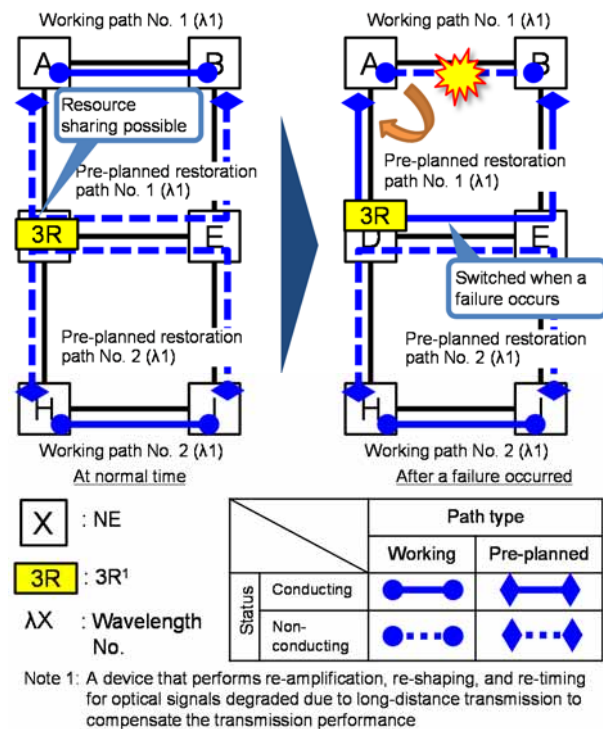 Working path No. 1 (λ1)
A
B
Resource
sharing possible
Pre-planned restoration
path No. 1 (λ1)
3R
E
Pre-planned restoration
path No. 2 (λ1)
H
I
Working path No. 2 (λ1)
At normal time
Working path No. 1 (λ1)
A
B
Pre-planned restoration
path No. 1 (λ1)
3R
D
E
Switched when a
failure occurs
Pre-planned restoration
path No. 2 (λ1)
H
I
Working path No. 2 (λ1)
After a failure occurred
X : NE
3R : 3R¹
λX : Wavelength
No.
Path type
Working Pre-planned
Status
Conducting
Non-
conducting
Note 1: A device that performs re-amplification, re-shaping, and re-timing
for optical signals degraded due to long-distance transmission to
compensate the transmission performance